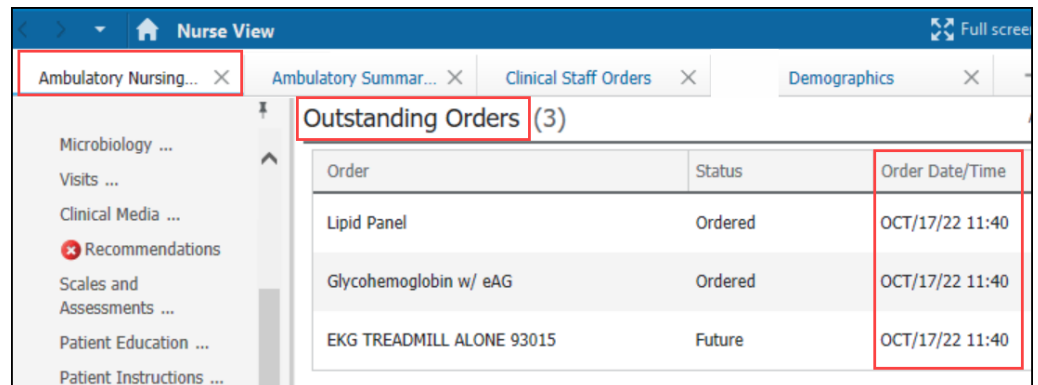 Nurse View
Full scree
Ambulatory Nursing...
Ambulatory Summar...
Clinical Staff Orders
Demographics
Outstanding Orders (3)
Microbiology ...
Visits ...
Clinical Media ...
Recommendations
Scales and
Assessments ...
Patient Education ...
Patient Instructions ...
Order Status Order Date/Time
Lipid Panel Ordered OCT/17/22 11:40
Glycohemoglobin w/ eAG Ordered OCT/17/22 11:40
EKG TREADMILL ALONE 93015 Future OCT/17/22 11:40